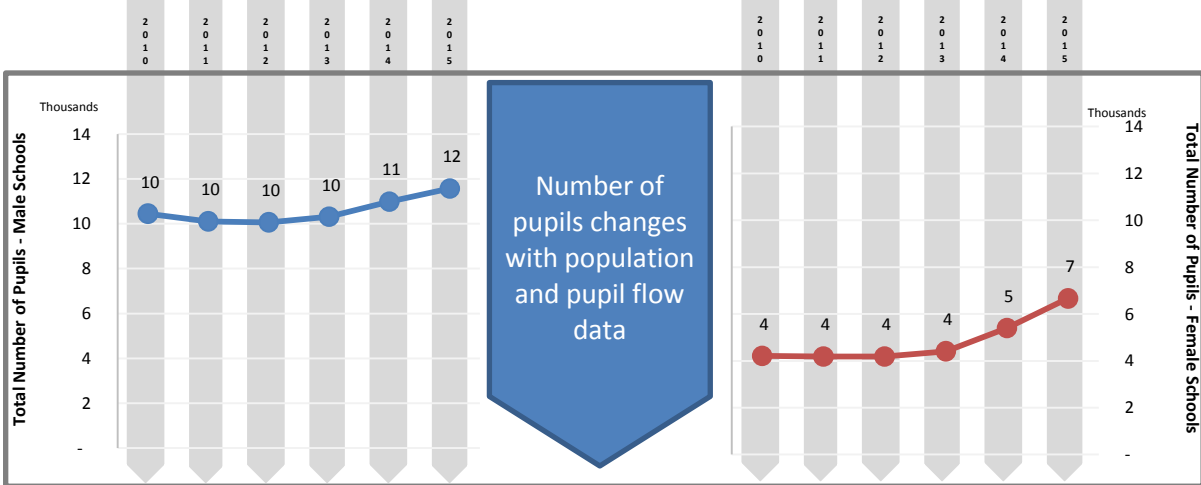 2010 2011 2012 2013 2014 2015
2010 2011 2012 2013 2014 2015
Total Number of Pupils - Male Schools
Thousands
14
12
10
8
6
4
2
-
10 10 10 10 11 12
Number of
pupils changes
with population
and pupil flow
data
4 4 4 4 5 7
Thousands
14
12
10
8
6
4
2
-
Total Number of Pupils - Female Schools